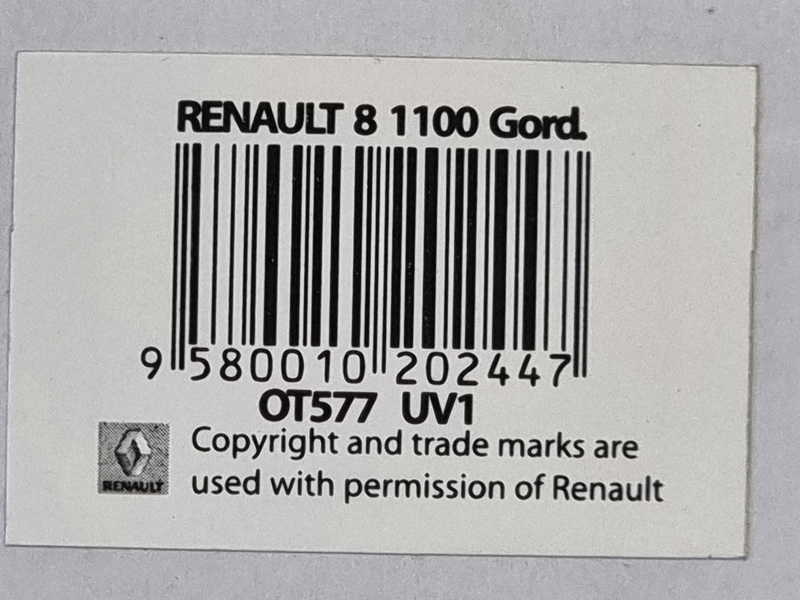 RENAULT 8 1100 Gord.
9 580010 202447
OT577 UV1
Copyright and trade marks are
used with permission of Renault
RENAULT